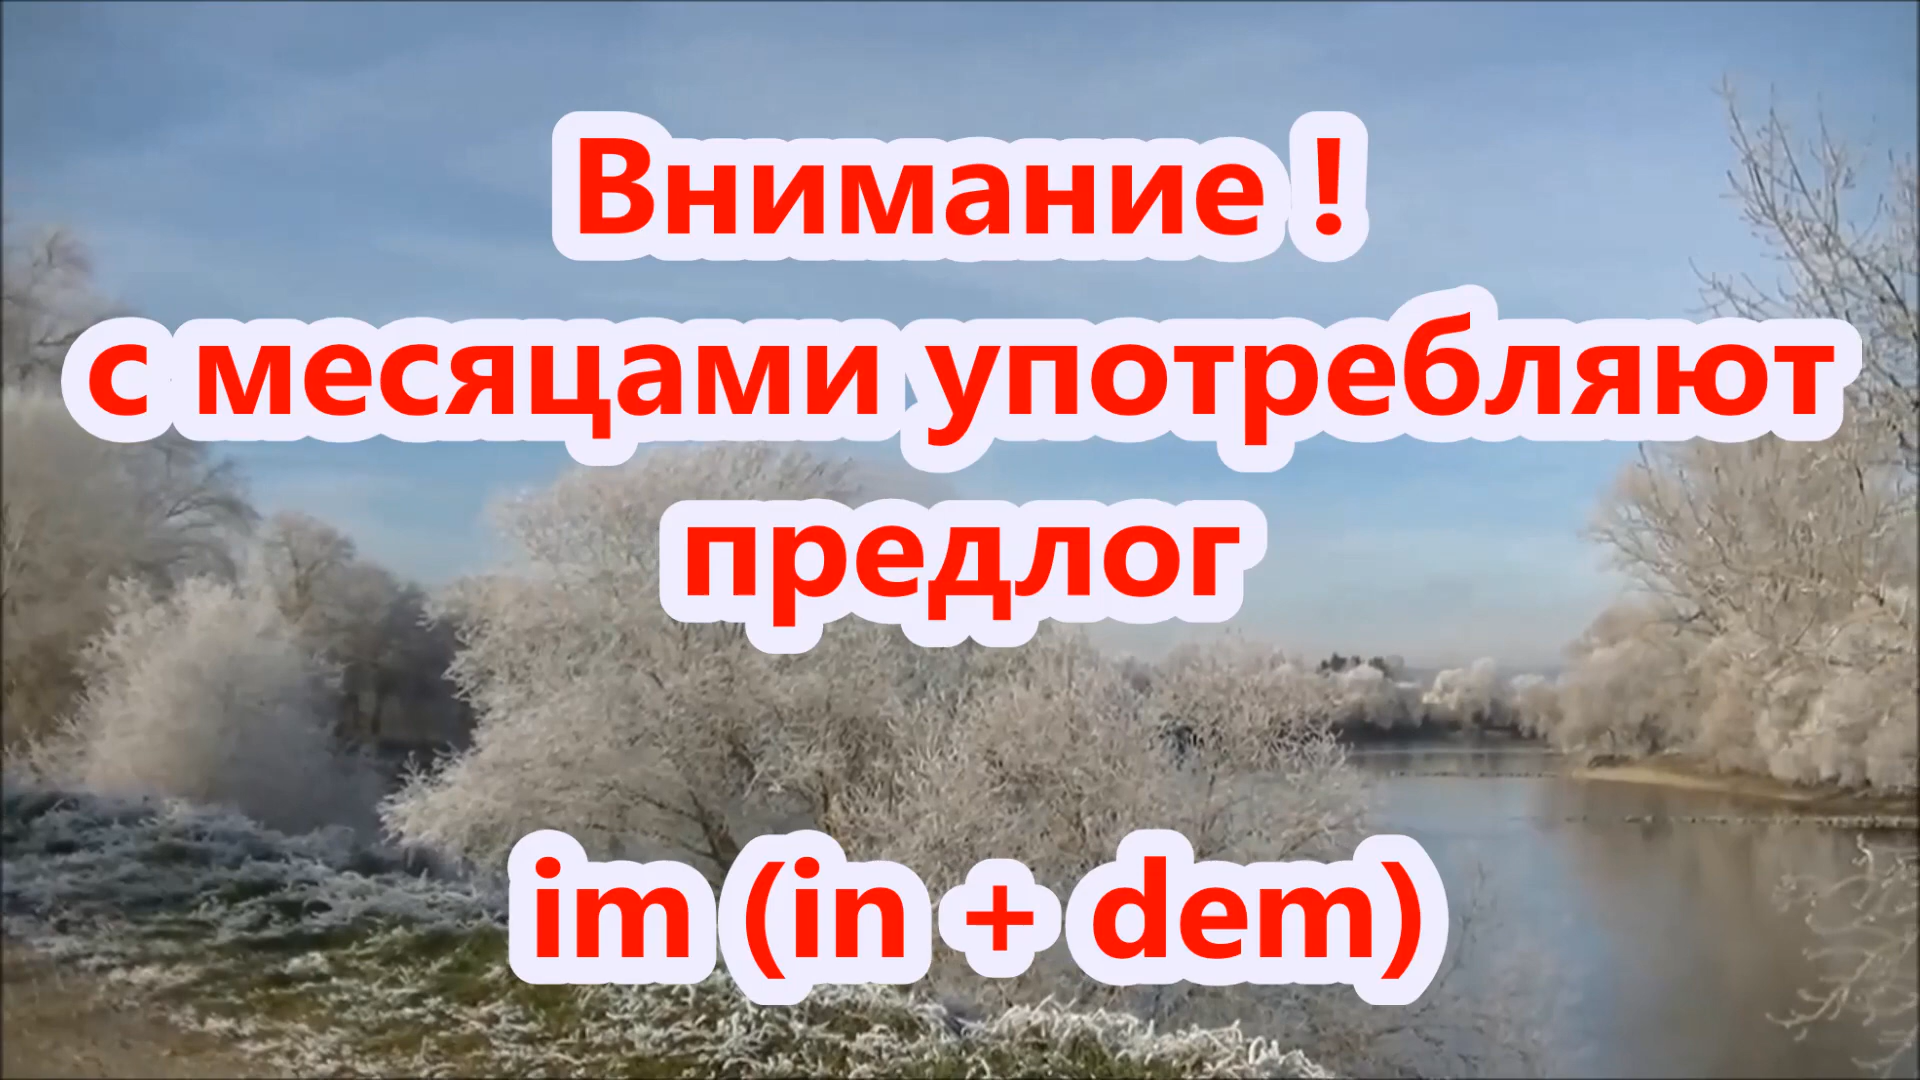 Внимание !
с месяцами употребляют
предлог
im (in + dem)